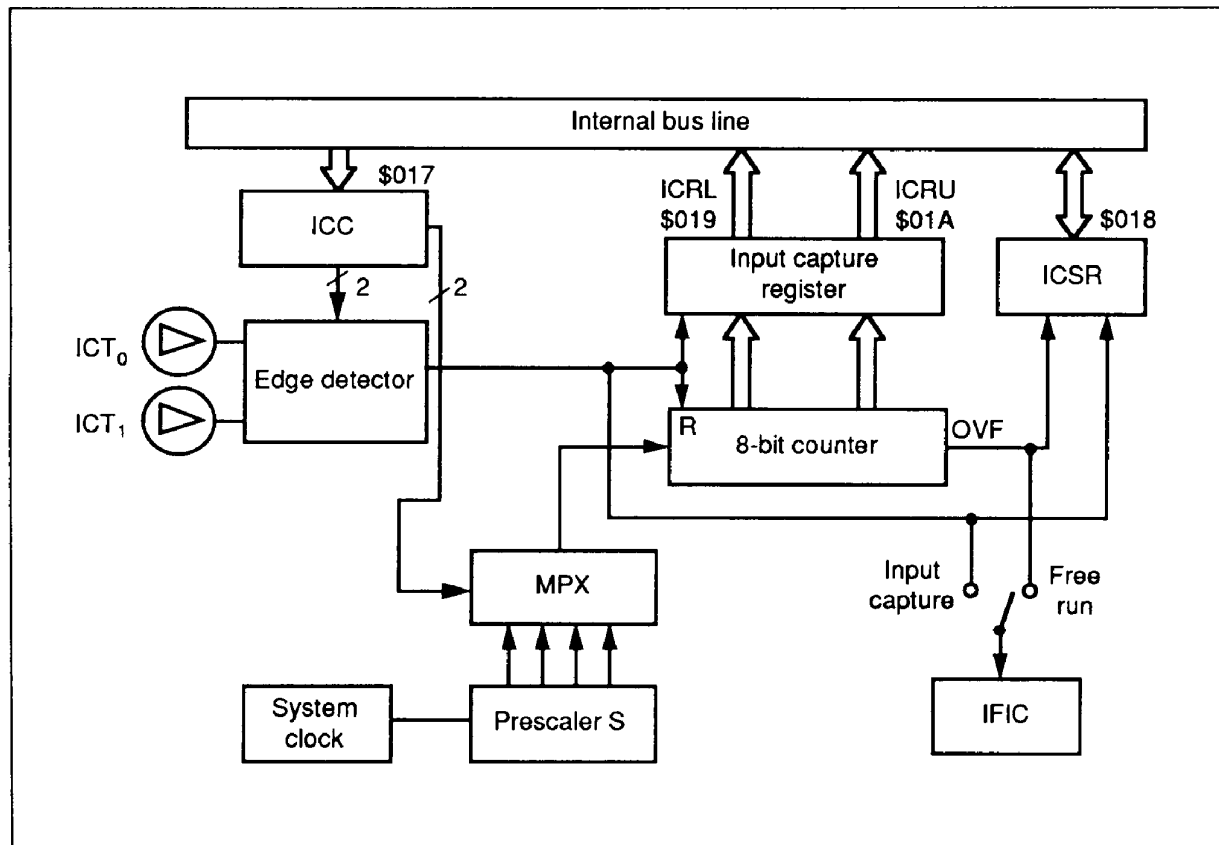 Internal bus line
$017
ICRL
$019
ICRU
$01A
$018
ICC
Input capture
register
ICSR
2
2
ICT0
ICT1
Edge detector
R
8-bit counter
OVF
MPX
Input
capture
Free
run
System
clock
Prescaler S
IFIC